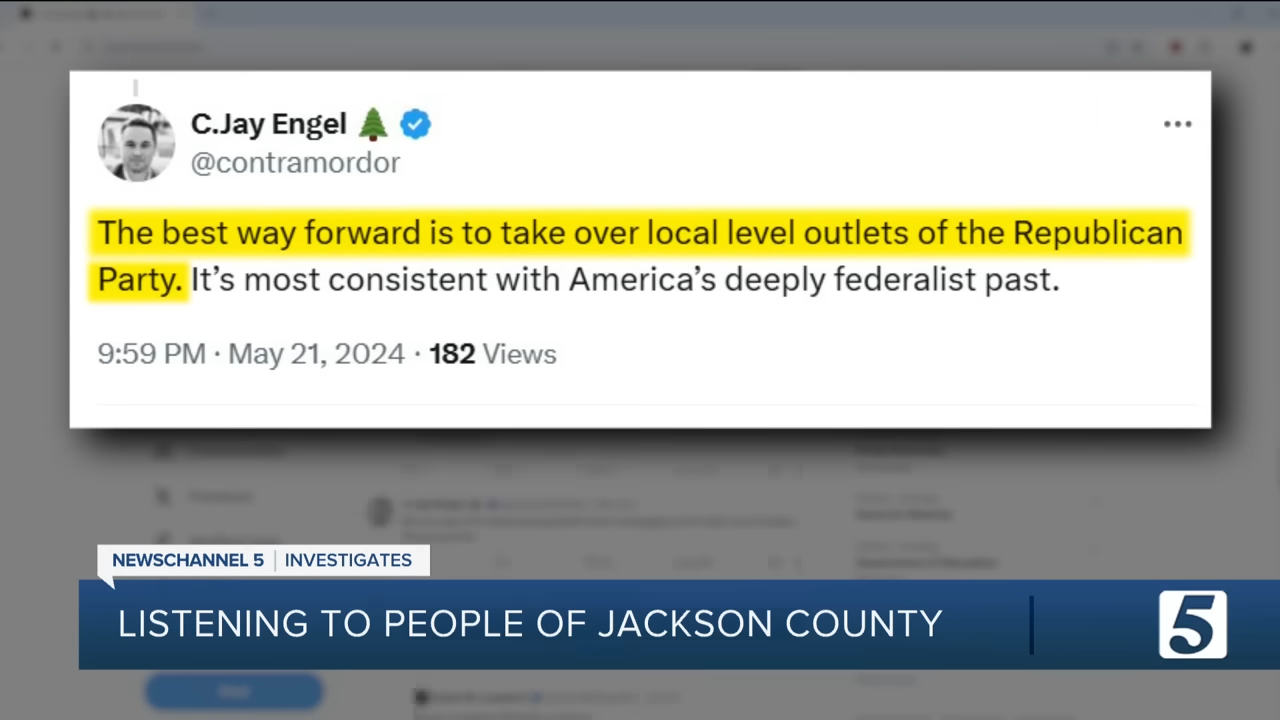 C.Jay Engel 🌲
@contramordor
The best way forward is to take over local level outlets of the Republican
Party. It’s most consistent with America’s deeply federalist past.
9:59 PM · May 21, 2024 · 182 Views
NEWSCHANNEL 5 | INVESTIGATES
LISTENING TO PEOPLE OF JACKSON COUNTY
5